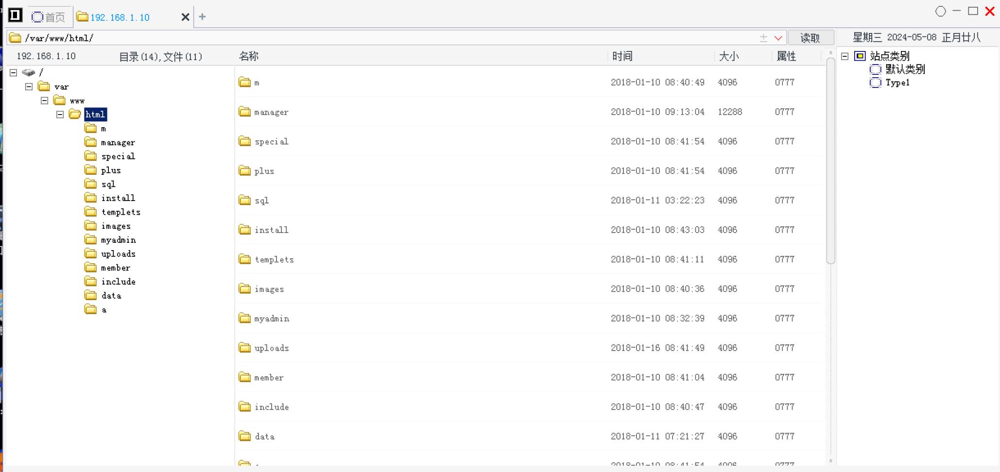 首页
192.168.1.10
/var/www/html/
读取
星期三 2024-05-08 正月廿八
192.168.1.10 目录(14),文件(11)
名称 时间 大小 属性
/
var
www
html
m
manager
special
plus
sql
install
templets
images
myadmin
uploads
member
include
data
a
m 2018-01-10 08:40:49 4096 0777
manager 2018-01-10 09:13:04 12288 0777
special 2018-01-10 08:41:54 4096 0777
plus 2018-01-10 08:41:54 4096 0777
sql 2018-01-11 03:22:23 4096 0777
install 2018-01-10 08:43:03 4096 0777
templets 2018-01-10 08:41:11 4096 0777
images 2018-01-10 08:40:36 4096 0777
myadmin 2018-01-10 08:32:39 4096 0777
uploads 2018-01-16 08:41:49 4096 0777
member 2018-01-10 08:41:04 4096 0777
include 2018-01-10 08:40:47 4096 0777
data 2018-01-11 07:21:27 4096 0777
2018-01-10 08:41:54 4096 0777
站点类别
默认类别
Type1